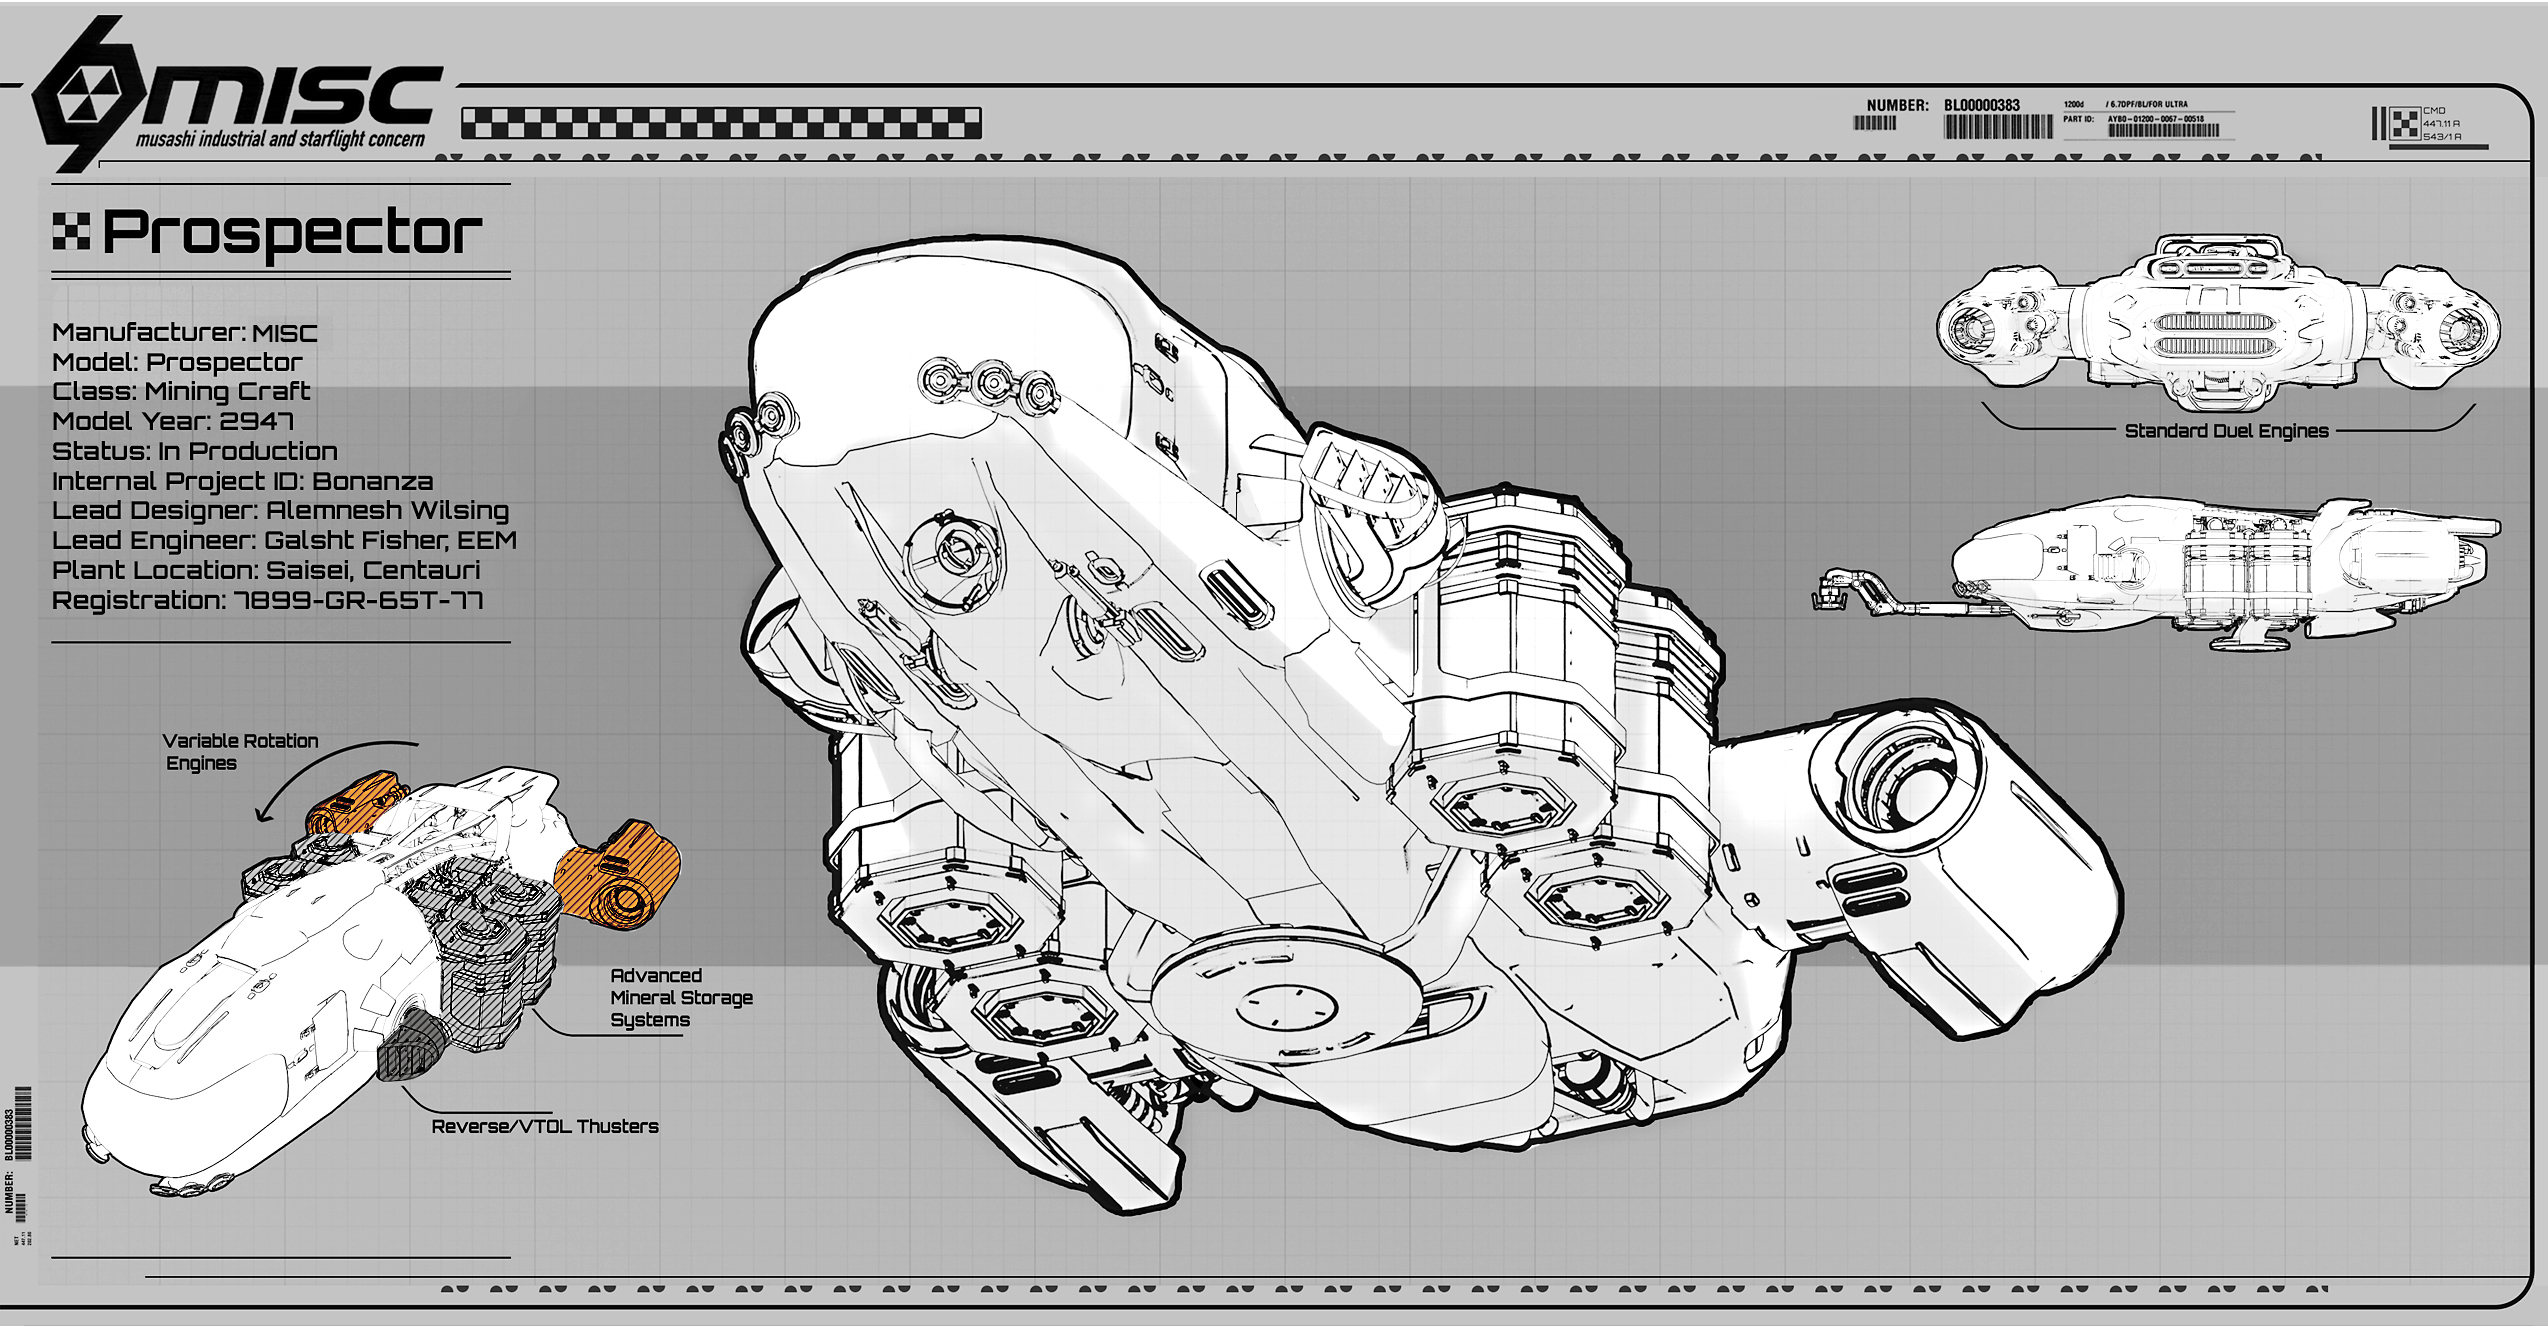 misc
musashi industrial and starflight concern
NUMBER: BL00000383
1200d / 6.7DPF/BL/FOR ULTRA
PART ID: AY80-01200-0067-00518
CMD
447.11 A
543/1 A
Prospector
Manufacturer: MISC
Model: Prospector
Class: Mining Craft
Model Year: 2947
Status: In Production
Internal Project ID: Bonanza
Lead Designer: Alemnesh Wilsing
Lead Engineer: Galsht Fisher, EEM
Plant Location: Saisei, Centauri
Registration: 7899-GR-65T-77
Standard Duel Engines
Variable Rotation
Engines
Advanced
Mineral Storage
Systems
Reverse/VTOL Thusters
NUMBER: BL00000383